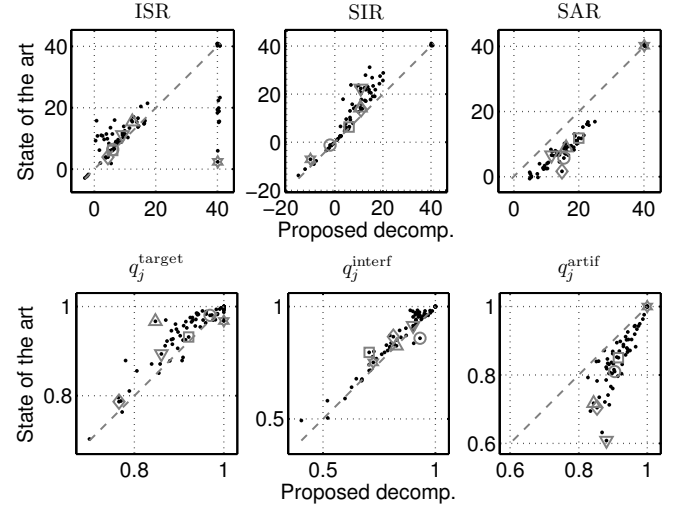 ISR SIR SAR
State of the art
40 20 0
0 20 40
40 20 0 −20
−20 0 20 40
40 20 0
0 20 40
Proposed decomp.
q_j^target q_j^interf q_j^artif
State of the art
1 0.8
0.8 1
1 0.5
0.5 1
1 0.8 0.6
0.6 0.8 1
Proposed decomp.